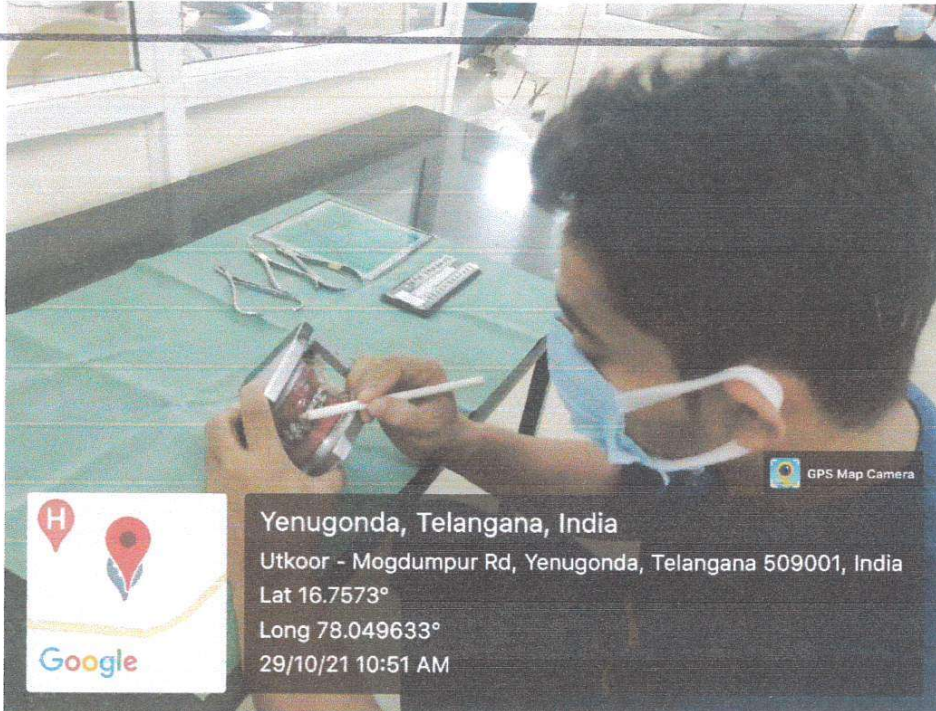 GPS Map Camera
H
Google
Yenugonda, Telangana, India
Utkoor - Mogdumpur Rd, Yenugonda, Telangana 509001, India
Lat 16.7573°
Long 78.049633°
29/10/21 10:51 AM